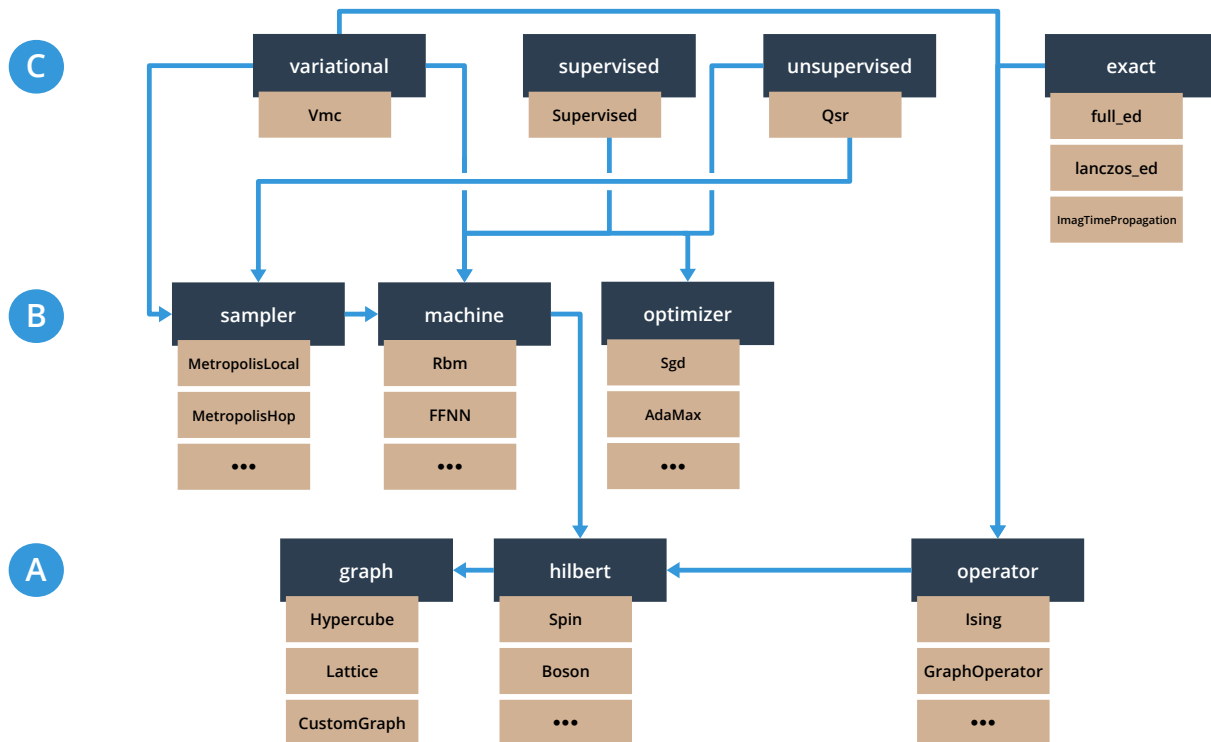 C
variational
supervised
unsupervised
exact
Vmc
Supervised
Qsr
full_ed
lanczos_ed
ImagTimePropagation
B
sampler
machine
optimizer
MetropolisLocal
Rbm
Sgd
MetropolisHop
FFNN
AdaMax
•••
•••
•••
A
graph
hilbert
operator
Hypercube
Spin
Ising
Lattice
Boson
GraphOperator
CustomGraph
•••
•••